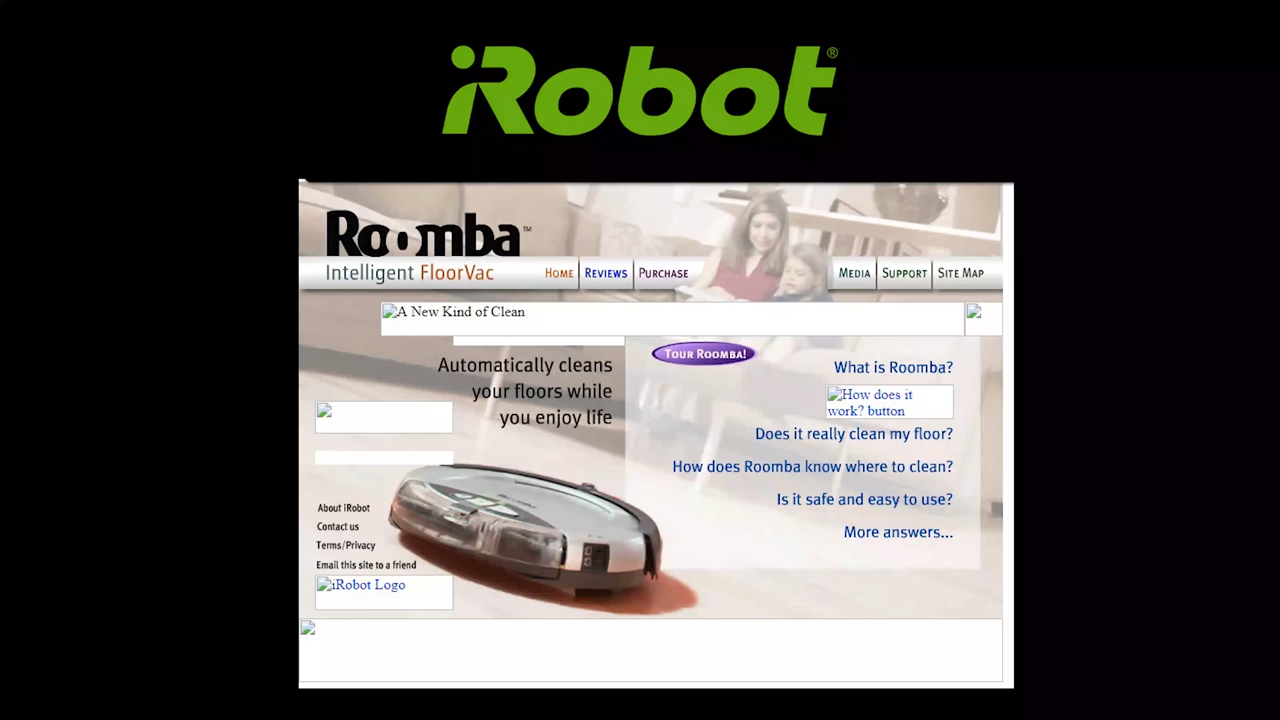 iRobot®
Roomba™
Intelligent FloorVac
HOME
REVIEWS
PURCHASE
MEDIA
SUPPORT
SITE MAP
A New Kind of Clean
TOUR ROOMBA!
Automatically cleans
your floors while
you enjoy life
What is Roomba?
How does it
work? button
Does it really clean my floor?
How does Roomba know where to clean?
Is it safe and easy to use?
More answers...
About iRobot
Contact us
Terms/Privacy
Email this site to a friend
iRobot Logo